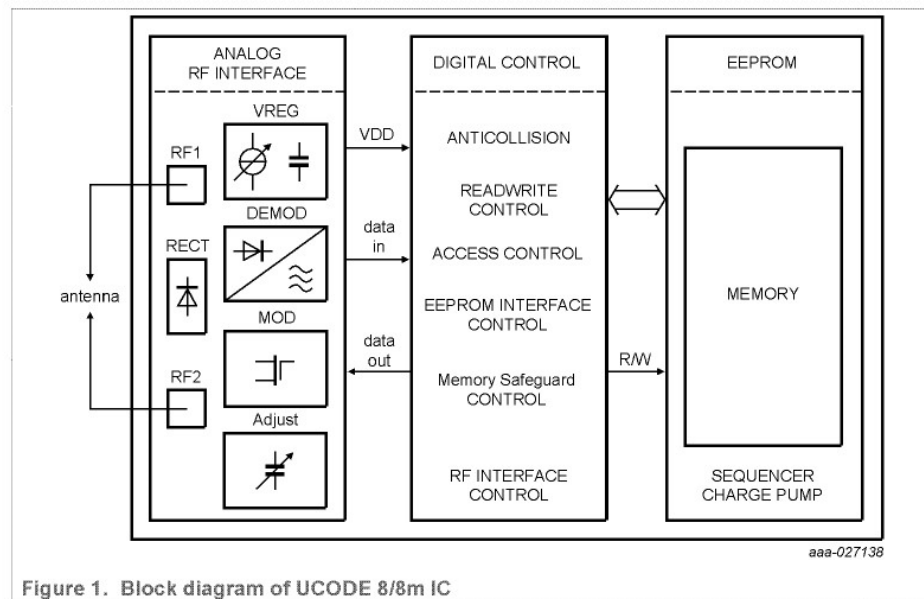 ANALOG
RF INTERFACE
VREG
RF1
DEMOD
RECT
antenna
MOD
RF2
Adjust
VDD
data
in
data
out
DIGITAL CONTROL
ANTICOLLISION
READWRITE
CONTROL
ACCESS CONTROL
EEPROM INTERFACE
CONTROL
Memory Safeguard
CONTROL
RF INTERFACE
CONTROL
R/W
EEPROM
MEMORY
SEQUENCER
CHARGE PUMP
aaa-027138
Figure 1. Block diagram of UCODE 8/8m IC